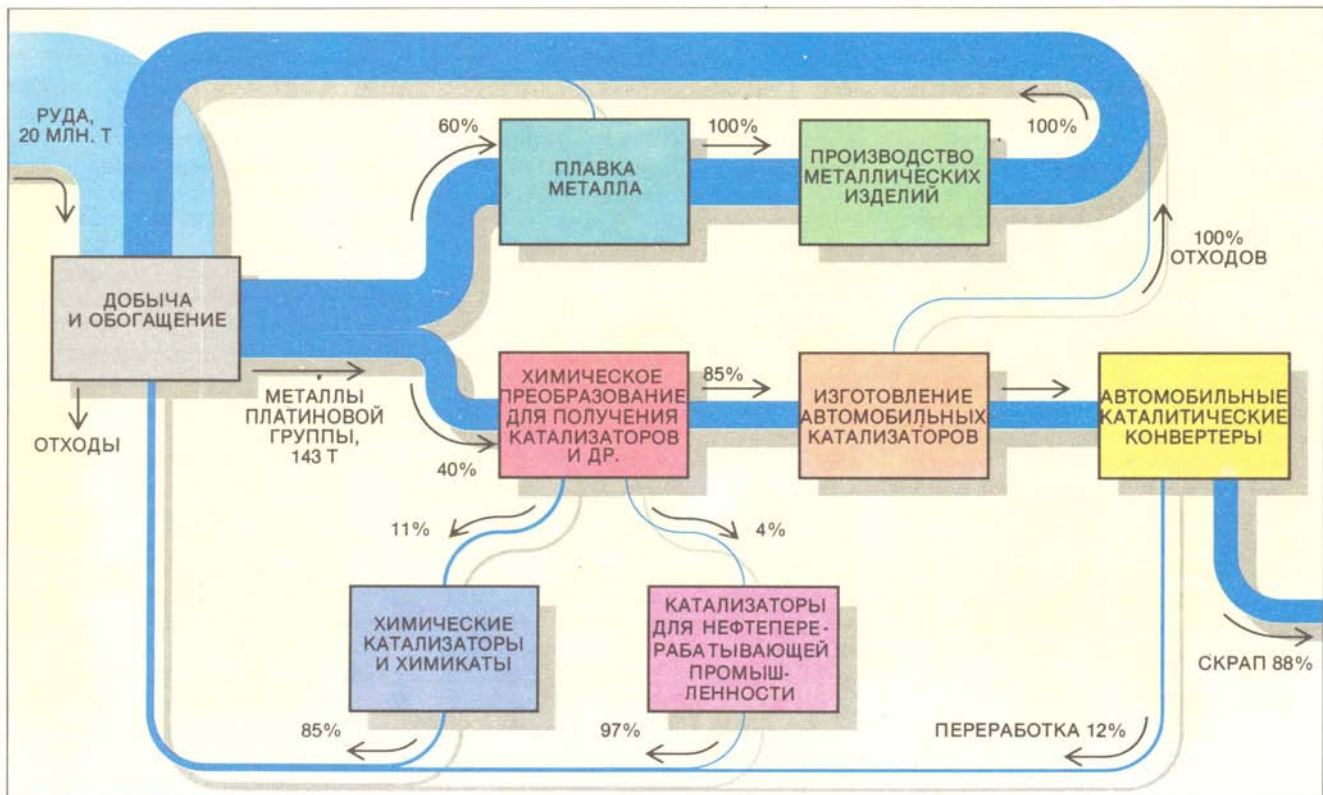 РУДА,
20 МЛН. Т
60%
ПЛАВКА
МЕТАЛЛА
100%
ПРОИЗВОДСТВО
МЕТАЛЛИЧЕСКИХ
ИЗДЕЛИЙ
100%
100%
ОТХОДОВ
ДОБЫЧА
И ОБОГАЩЕНИЕ
ОТХОДЫ
МЕТАЛЛЫ
ПЛАТИНОВОЙ
ГРУППЫ,
143 Т
40%
ХИМИЧЕСКОЕ
ПРЕОБРАЗОВАНИЕ
ДЛЯ ПОЛУЧЕНИЯ
КАТАЛИЗАТОРОВ
И ДР.
85%
ИЗГОТОВЛЕНИЕ
АВТОМОБИЛЬНЫХ
КАТАЛИЗАТОРОВ
АВТОМОБИЛЬНЫЕ
КАТАЛИТИЧЕСКИЕ
КОНВЕРТЕРЫ
11%
4%
ХИМИЧЕСКИЕ
КАТАЛИЗАТОРЫ
И ХИМИКАТЫ
КАТАЛИЗАТОРЫ
ДЛЯ НЕФТЕПЕРЕ-
РАБАТЫВАЮЩЕЙ
ПРОМЫШ-
ЛЕННОСТИ
СКРАП 88%
85%
97%
ПЕРЕРАБОТКА 12%